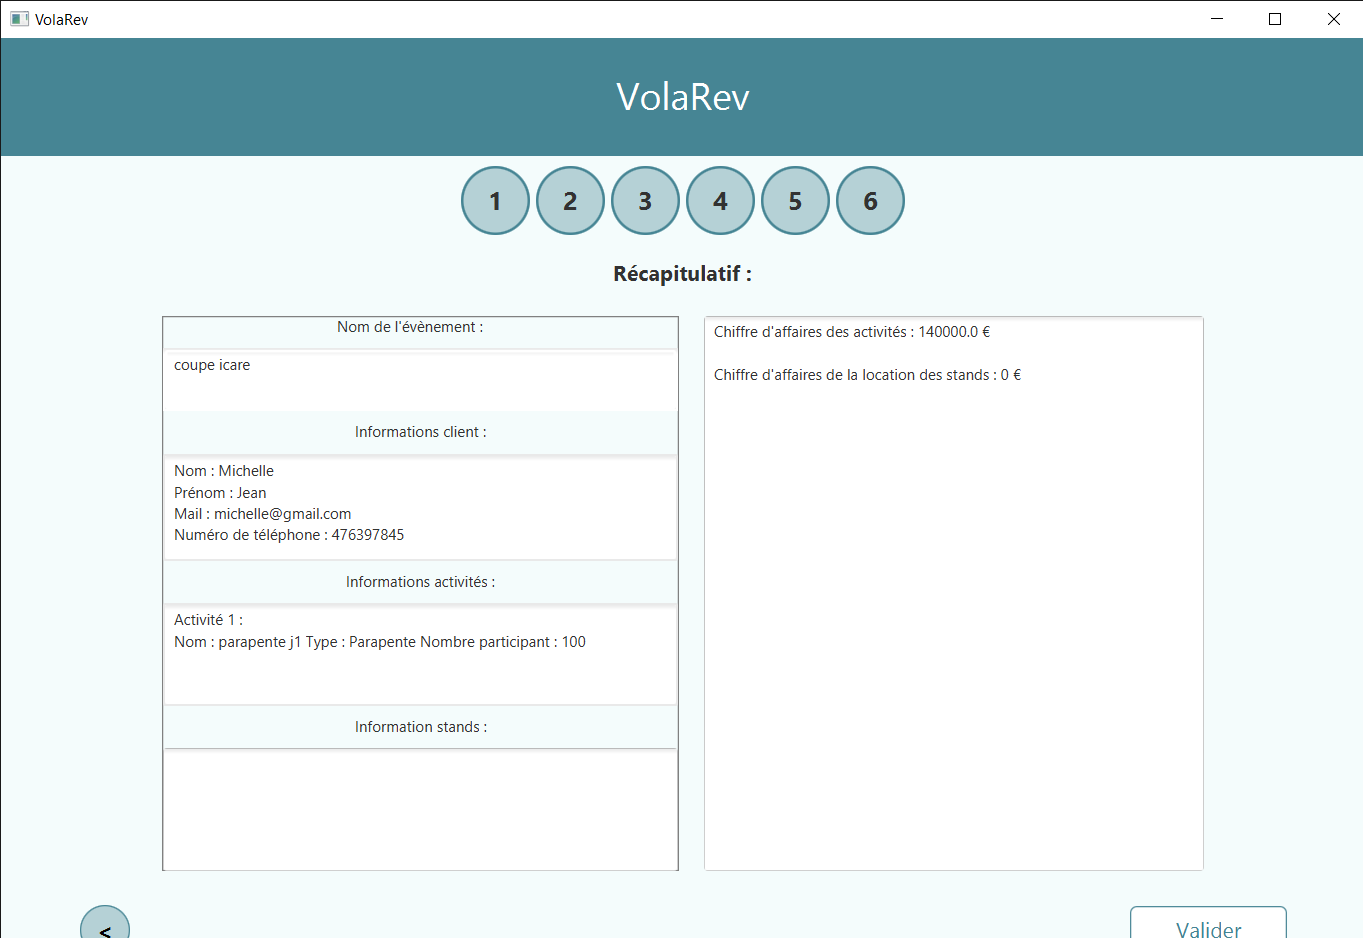 VolaRev
VolaRev
1 2 3 4 5 6
Récapitulatif :
Nom de l'évènement :
coupe icare
Informations client :
Nom : Michelle
Prénom : Jean
Mail : michelle@gmail.com
Numéro de téléphone : 476397845
Informations activités :
Activité 1 :
Nom : parapente j1 Type : Parapente Nombre participant : 100
Information stands :
Chiffre d'affaires des activités : 140000.0 €
Chiffre d'affaires de la location des stands : 0 €
<
Valider